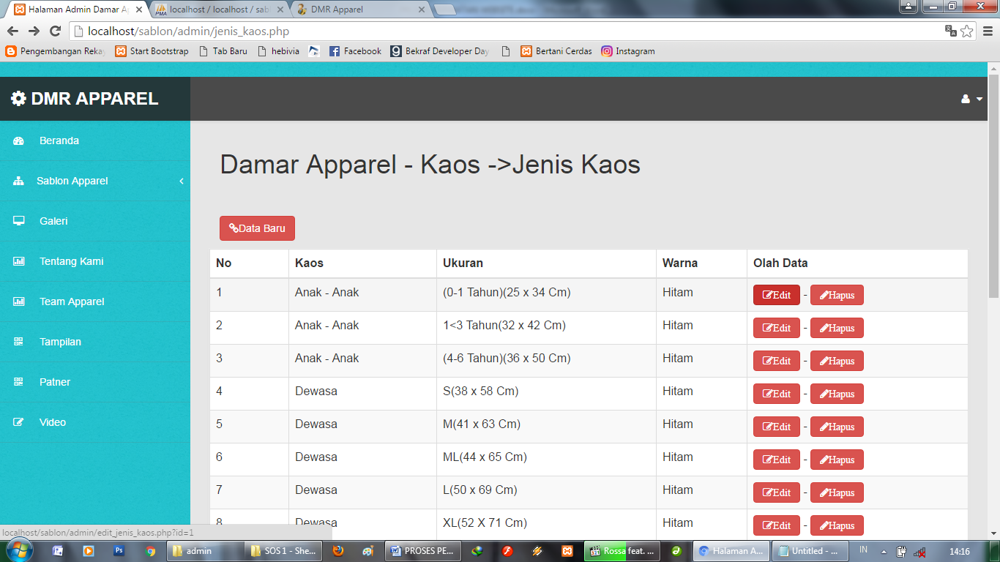 Halaman Admin Damar Ap
localhost / localhost / sab
DMR Apparel
localhost/sablon/admin/jenis_kaos.php
Pengembangan Rekay
Start Bootstrap
Tab Baru
hebivia
Facebook
Bekraf Developer Day
Bertani Cerdas
Instagram
DMR APPAREL
Beranda
Sablon Apparel
Galeri
Tentang Kami
Team Apparel
Tampilan
Patner
Video
Damar Apparel - Kaos ->Jenis Kaos
Data Baru
No Kaos Ukuran Warna Olah Data
1 Anak - Anak (0-1 Tahun)(25 x 34 Cm) Hitam Edit - Hapus
2 Anak - Anak 1<3 Tahun(32 x 42 Cm) Hitam Edit - Hapus
3 Anak - Anak (4-6 Tahun)(36 x 50 Cm) Hitam Edit - Hapus
4 Dewasa S(38 x 58 Cm) Hitam Edit - Hapus
5 Dewasa M(41 x 63 Cm) Hitam Edit - Hapus
6 Dewasa ML(44 x 65 Cm) Hitam Edit - Hapus
7 Dewasa L(50 x 69 Cm) Hitam Edit - Hapus
8 Dewasa XL(52 X 71 Cm) Hitam Edit - Hapus
localhost/sablon/admin/edit_jenis_kaos.php?id=1
admin
SOS 1 - She...
PROSES PE...
Rossa feat. ...
Halaman A...
Untitled - ...
IN
14:16